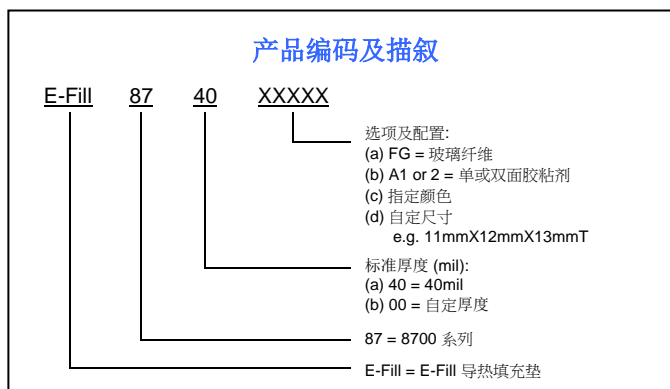 产品编码及描叙
E-Fill 87 40 XXXXX
选项及配置:
(a) FG = 玻璃纤维
(b) A1 or 2 = 单或双面胶粘剂
(c) 指定颜色
(d) 自定尺寸
e.g. 11mmX12mmX13mmT
标准厚度 (mil):
(a) 40 = 40mil
(b) 00 = 自定厚度
87 = 8700 系列
E-Fill = E-Fill 导热填充垫